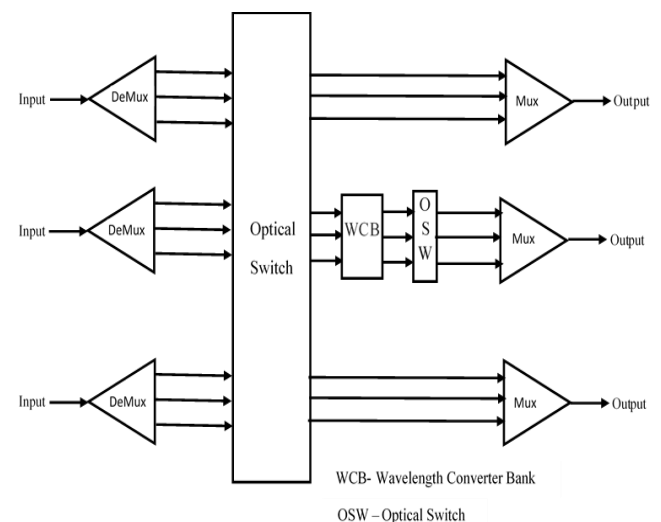 Input
DeMux
Mux
Output
Input
DeMux
Optical
Switch
WCB
O
S
W
Mux
Output
Input
DeMux
Mux
Output
WCB- Wavelength Converter Bank
OSW – Optical Switch